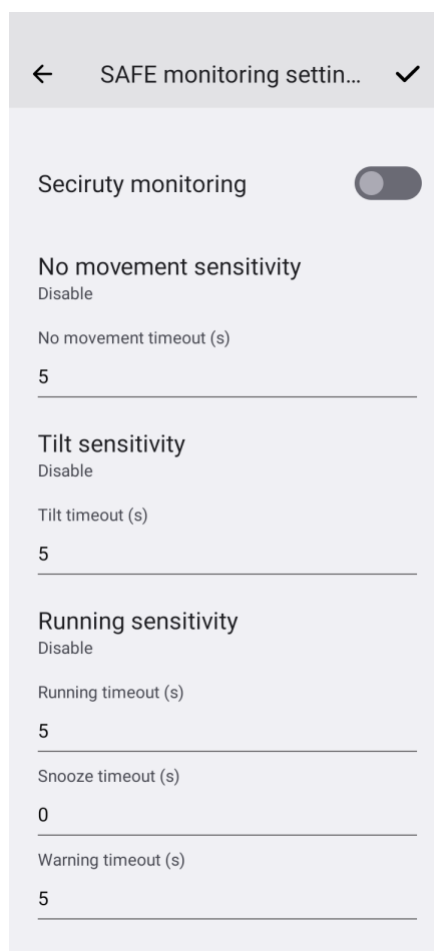 SAFE monitoring settin...
Seciruty monitoring
No movement sensitivity
Disable
No movement timeout (s)
5
Tilt sensitivity
Disable
Tilt timeout (s)
5
Running sensitivity
Disable
Running timeout (s)
5
Snooze timeout (s)
0
Warning timeout (s)
5